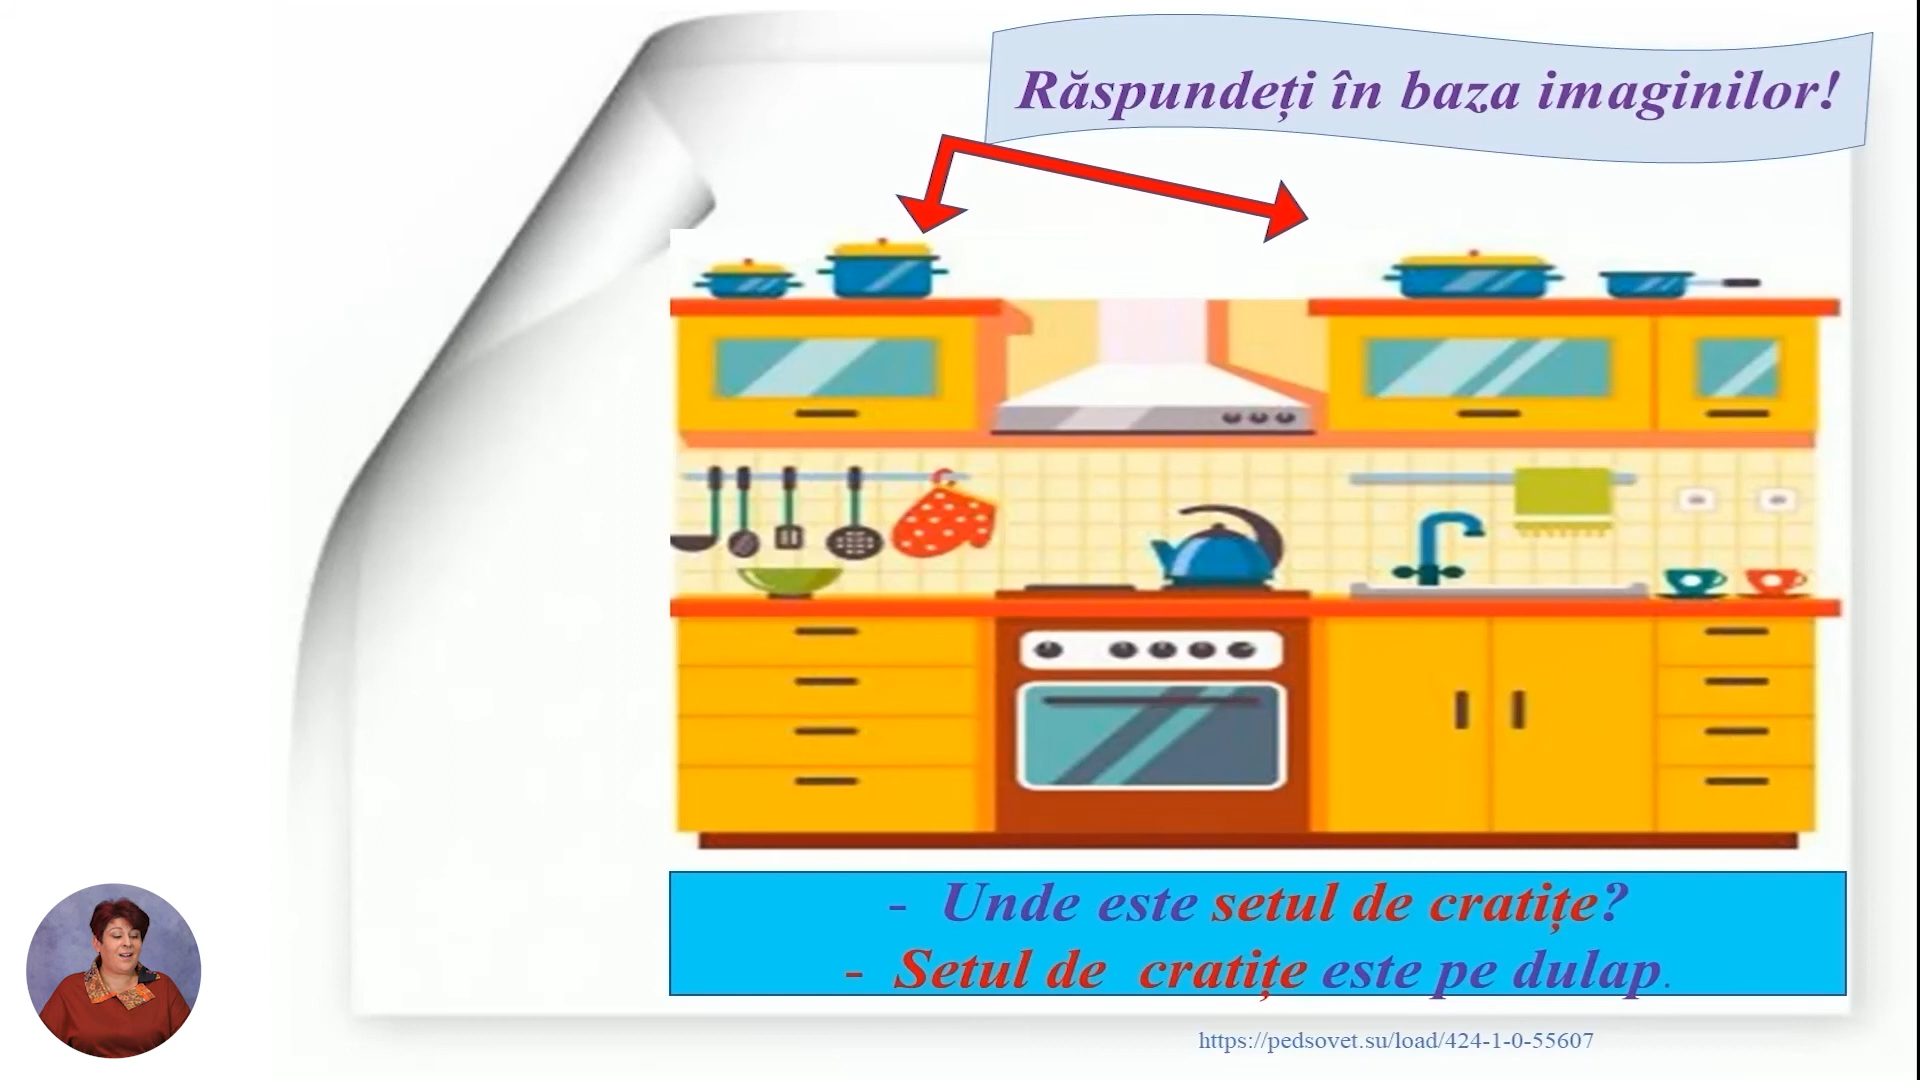 Răspundeți în baza imaginilor!
- Unde este setul de cratițe?
- Setul de cratițe este pe dulap.
https://pedsovet.su/load/424-1-0-55607